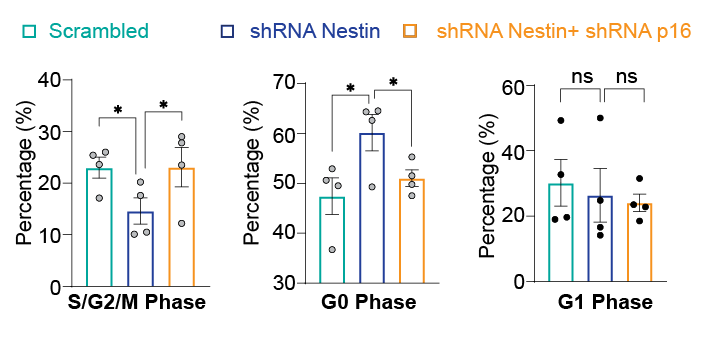 Scrambled shRNA Nestin shRNA Nestin+ shRNA p16
Percentage (%)
40
30
20
10
0
* *
S/G2/M Phase
Percentage (%)
70
60
50
40
30
* *
G0 Phase
Percentage (%)
60
40
20
0
ns ns
G1 Phase